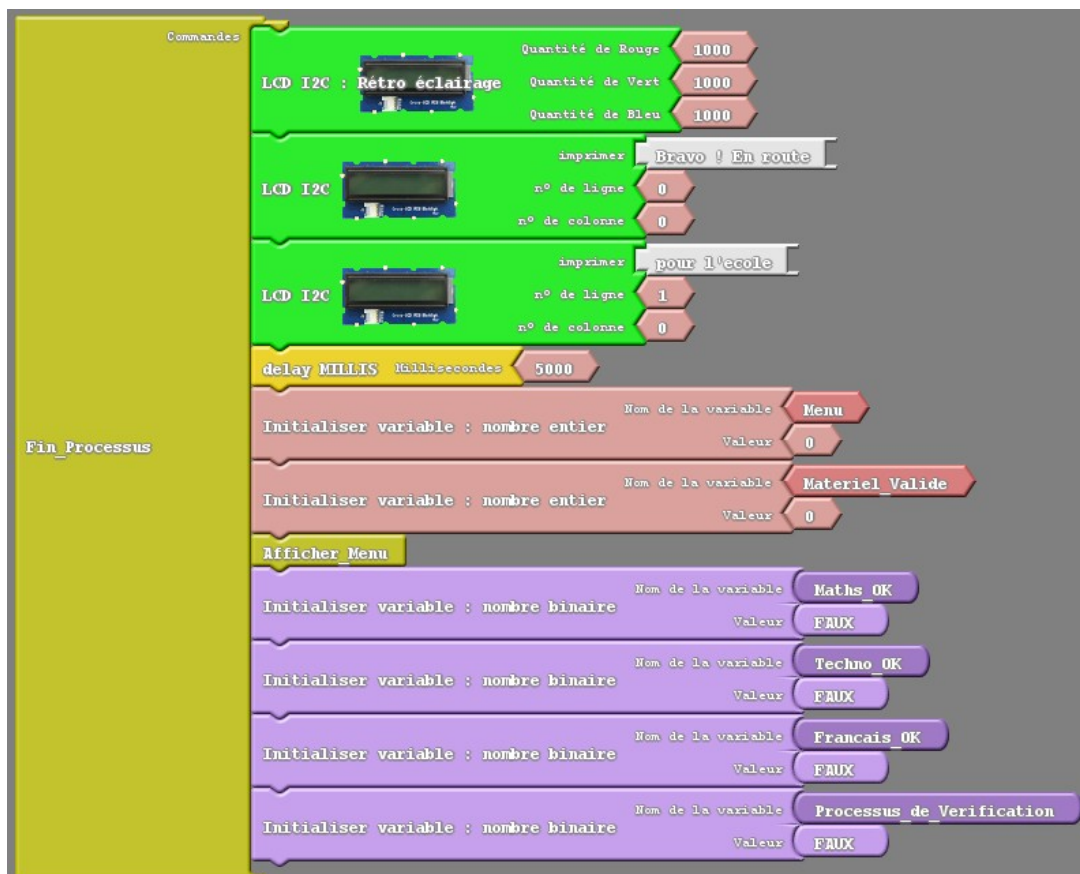 Commandes
Quantité de Rouge 1000
LCD I2C : Rétro éclairage Quantité de Vert 1000
Quantité de Bleu 1000
imprimer Bravo ! En route
LCD I2C nº de ligne 0
nº de colonne 0
imprimer pour l'ecole
LCD I2C nº de ligne 1
nº de colonne 0
delay MILLIS Millisecondes 5000
Nom de la variable Menu
Initialiser variable : nombre entier
Valeur 0
Fin_Processus
Nom de la variable Materiel_Valide
Initialiser variable : nombre entier
Valeur 0
Afficher_Menu
Nom de la variable Maths_OK
Initialiser variable : nombre binaire
Valeur FAUX
Nom de la variable Techno_OK
Initialiser variable : nombre binaire
Valeur FAUX
Nom de la variable Francais_OK
Initialiser variable : nombre binaire
Valeur FAUX
Nom de la variable Processus_de_Verification
Initialiser variable : nombre binaire
Valeur FAUX